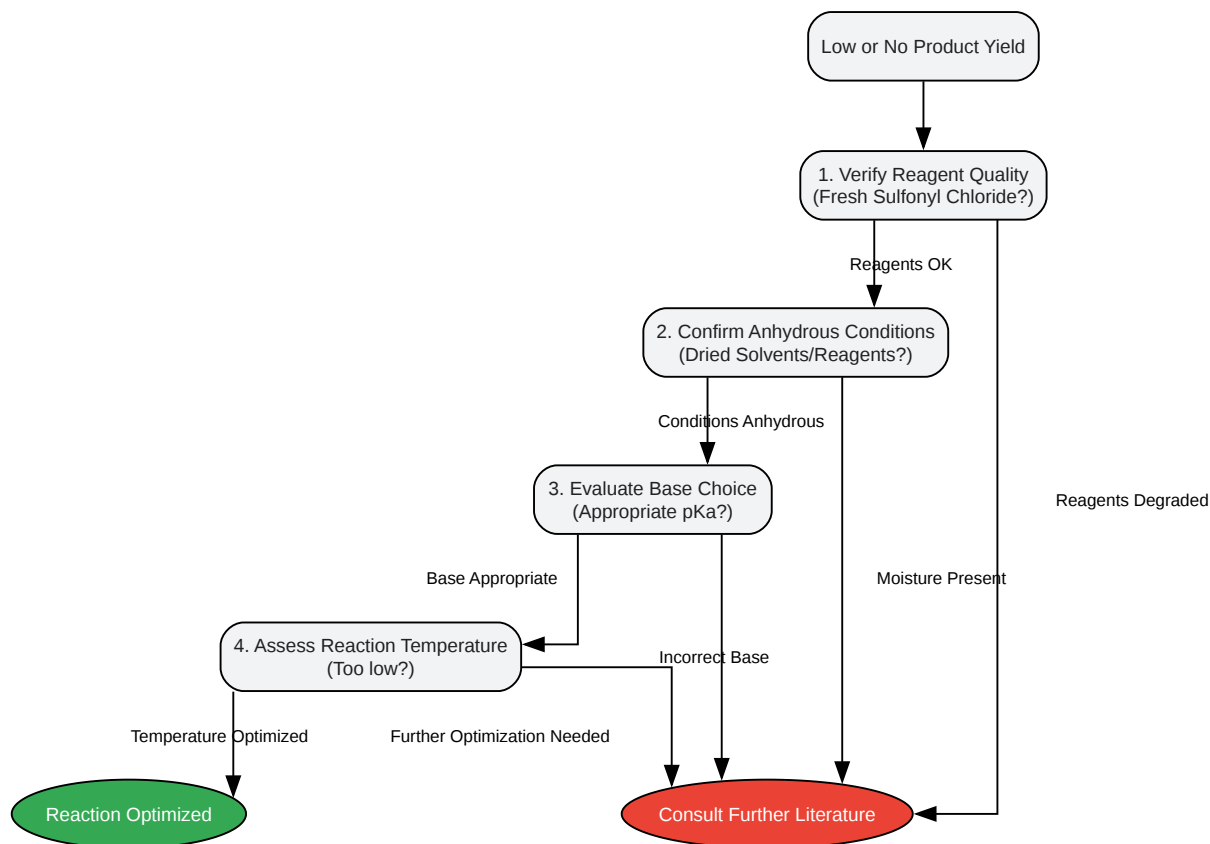 Low or No Product Yield
1. Verify Reagent Quality
(Fresh Sulfonyl Chloride?)
Reagents OK
2. Confirm Anhydrous Conditions
(Dried Solvents/Reagents?)
Conditions Anhydrous
3. Evaluate Base Choice
(Appropriate pKa?)
Reagents Degraded
Base Appropriate
Moisture Present
4. Assess Reaction Temperature
(Too low?)
Incorrect Base
Temperature Optimized
Further Optimization Needed
Reaction Optimized
Consult Further Literature